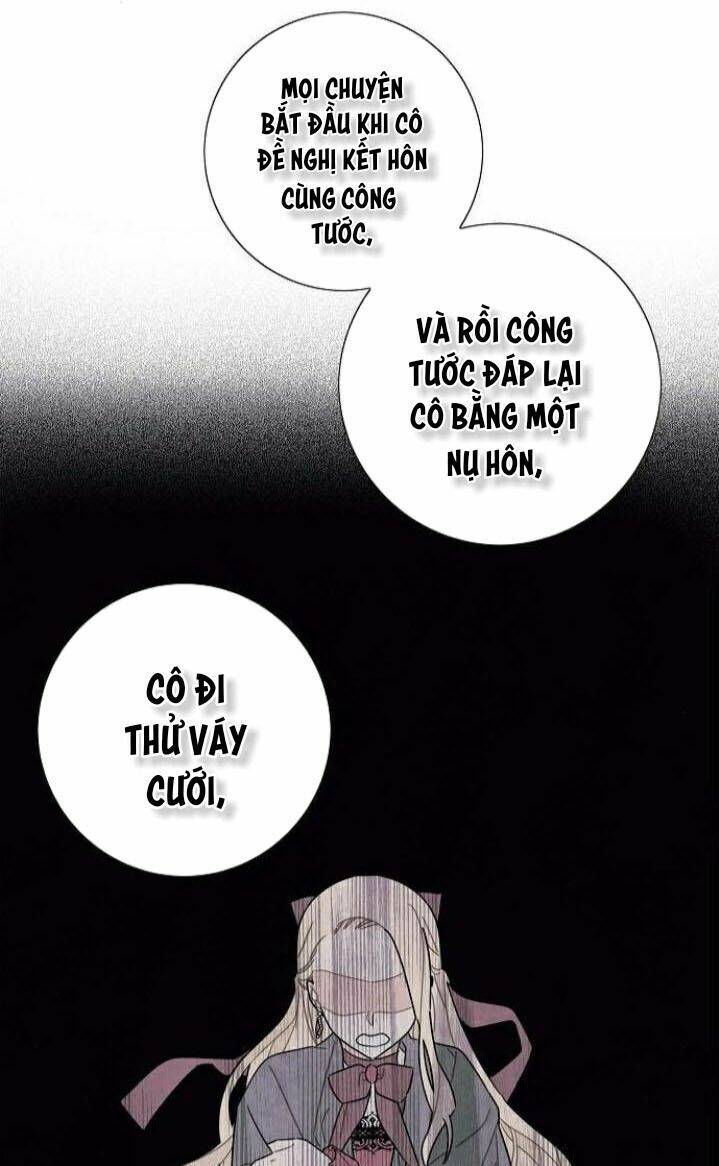 MỌI CHUYỆN
BẮT ĐẦU KHI CÔ
ĐỀ NGHỊ KẾT HÔN
CÙNG CÔNG
TƯỚC,
VÀ RỒI CÔNG
TƯỚC ĐÁP LẠI
CÔ BẰNG MỘT
NỤ HÔN,
CÔ ĐI
THỬ VÁY
CƯỚI,